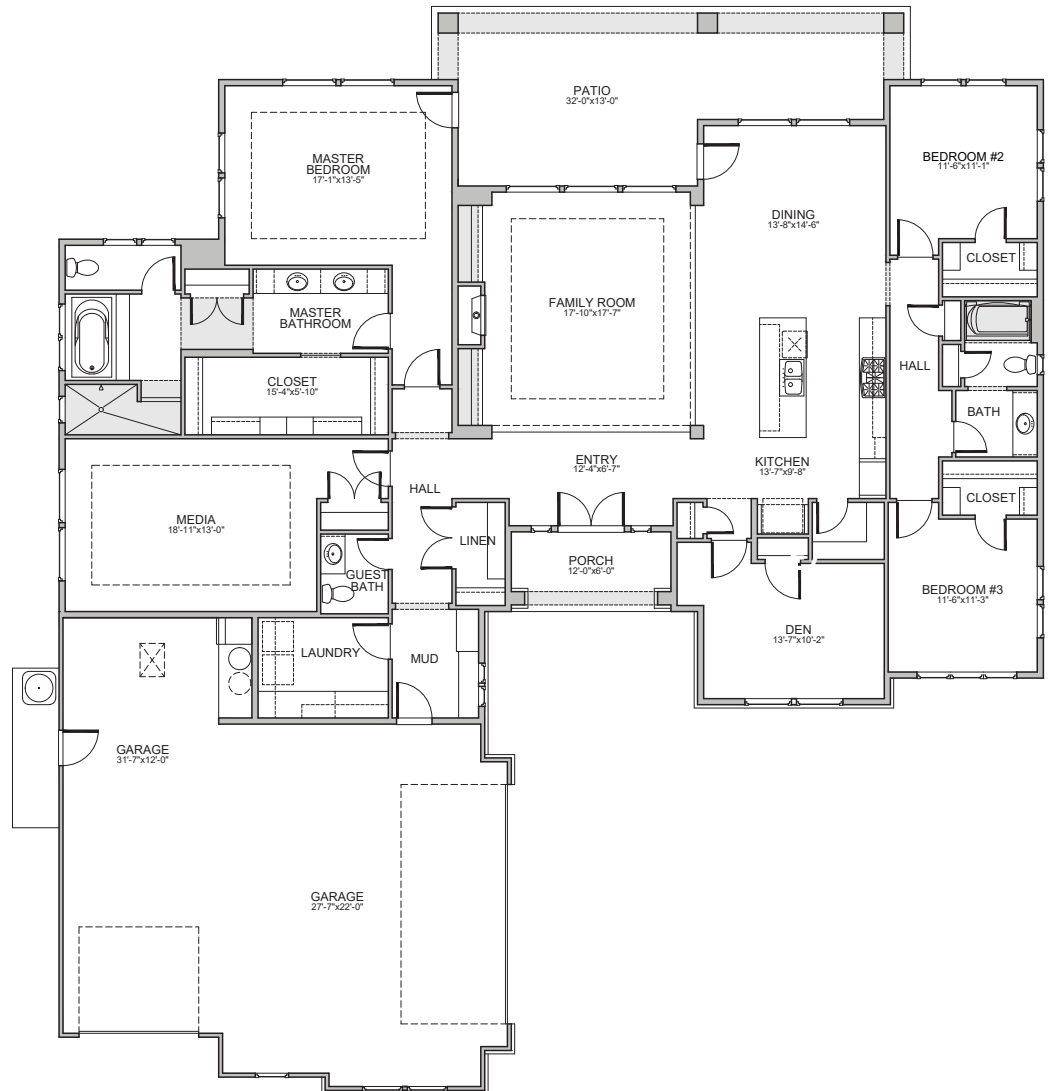 PATIO
32'-0"x13'-0"
MASTER
BEDROOM
17'-1"x13'-5"
BEDROOM #2
11'-6"x11'-1"
DINING
13'-8"x14'-6"
CLOSET
FAMILY ROOM
17'-10"x17'-7"
MASTER
BATHROOM
HALL
CLOSET
15'-4"x5'-10"
BATH
ENTRY
12'-4"x6'-7"
KITCHEN
13'-7"x9'-8"
HALL
CLOSET
MEDIA
18'-11"x13'-0"
LINEN
PORCH
12'-0"x6'-0"
GUEST
BATH
BEDROOM #3
11'-6"x11'-3"
DEN
13'-7"x10'-2"
LAUNDRY
MUD
GARAGE
31'-7"x12'-0"
GARAGE
27'-7"x22'-0"